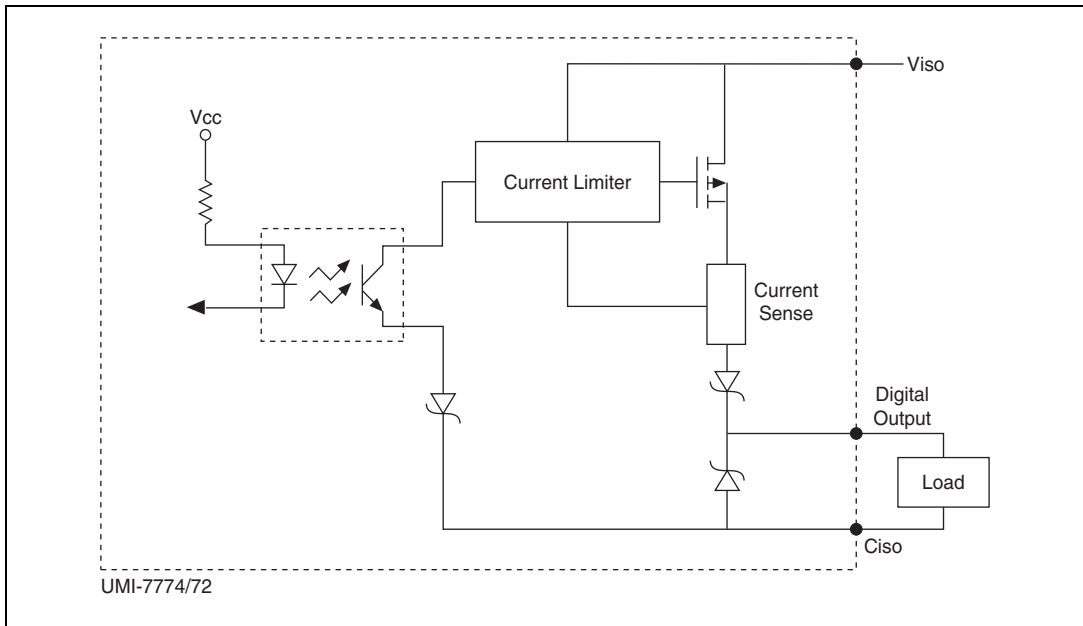 Viso
Vcc
Current Limiter
Current
Sense
Digital
Output
Load
Ciso
UMI-7774/72